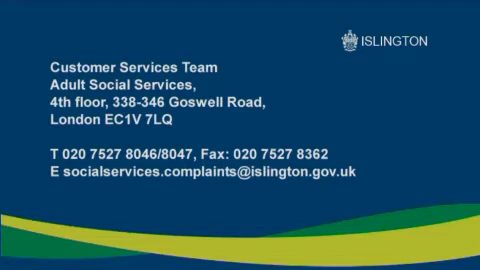 ISLINGTON
Customer Services Team
Adult Social Services,
4th floor, 338-346 Goswell Road,
London EC1V 7LQ
T 020 7527 8046/8047, Fax: 020 7527 8362
E socialservices.complaints@islington.gov.uk